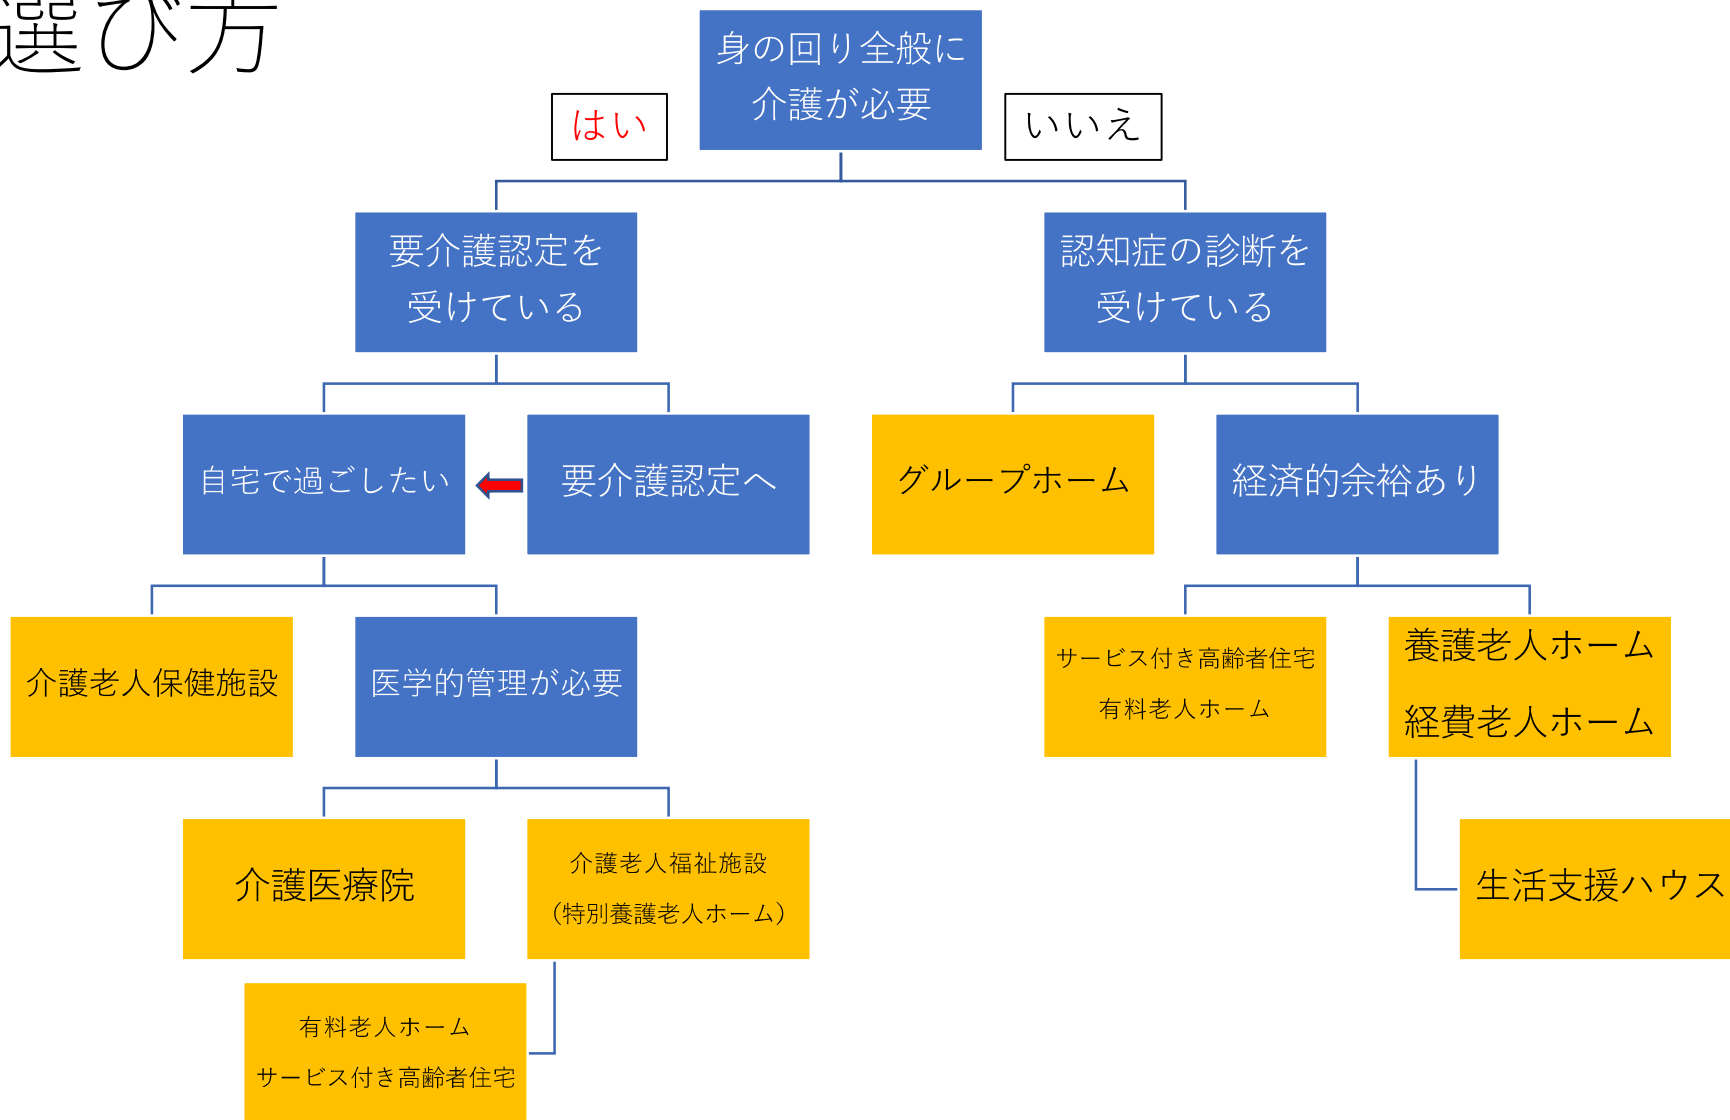 選び方
身の回り全般に
介護が必要
はい
いいえ
要介護認定を
受けている
認知症の診断を
受けている
自宅で過ごしたい
要介護認定へ
グループホーム
経済的余裕あり
介護老人保健施設
医学的管理が必要
サービス付き高齢者住宅
有料老人ホーム
養護老人ホーム
経費老人ホーム
介護医療院
介護老人福祉施設
（特別養護老人ホーム）
生活支援ハウス
有料老人ホーム
サービス付き高齢者住宅